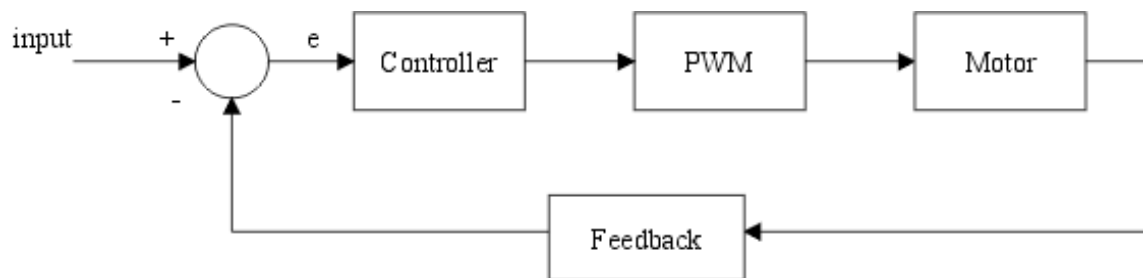 input
+
-
e
Controller
PWM
Motor
Feedback